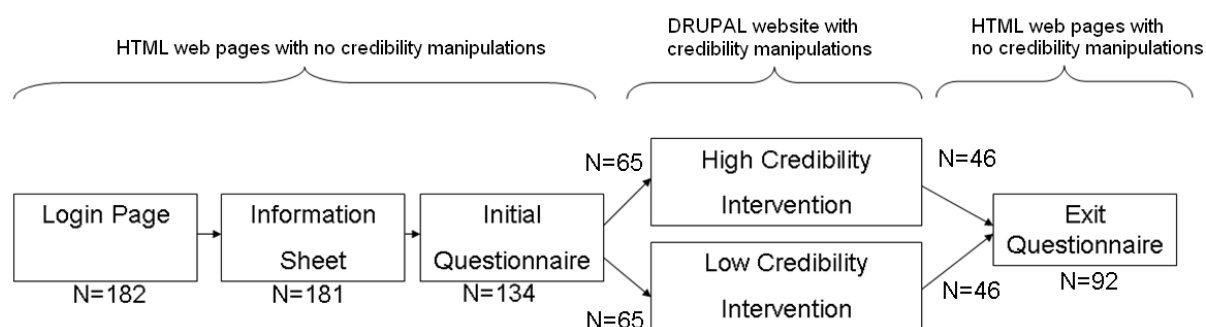 HTML web pages with no credibility manipulations
DRUPAL website with
credibility manipulations
HTML web pages with
no credibility manipulations
Login Page
N=182
Information
Sheet
N=181
Initial
Questionnaire
N=134
N=65
High Credibility
Intervention
N=46
N=65
Low Credibility
Intervention
N=46
Exit
Questionnaire
N=92